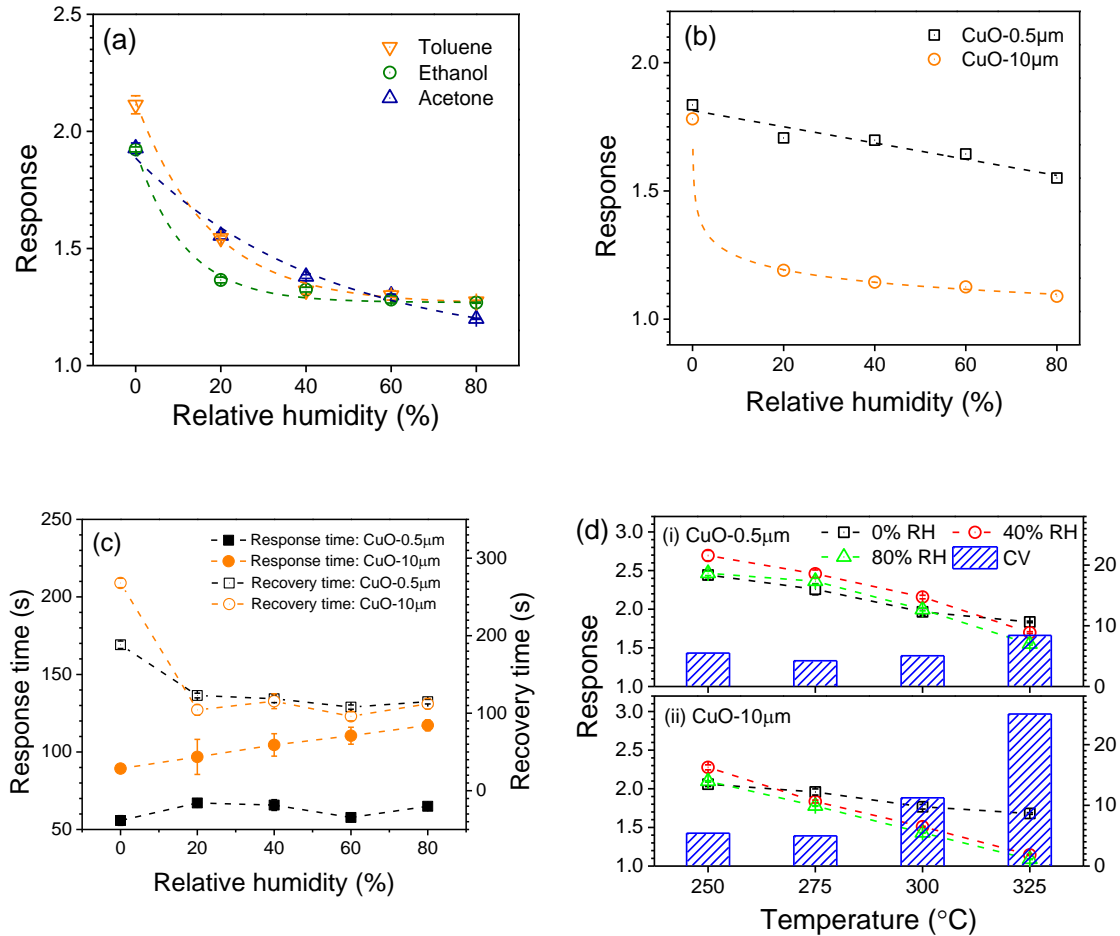 (a)
Toluene
Ethanol
Acetone
2.5
2.0
1.5
1.0
Response
0 20 40 60 80
Relative humidity (%)
(b)
CuO-0.5μm
CuO-10μm
2.0
1.5
1.0
Response
0 20 40 60 80
Relative humidity (%)
(c)
Response time: CuO-0.5μm
Response time: CuO-10μm
Recovery time: CuO-0.5μm
Recovery time: CuO-10μm
250
200
150
100
50
Response time (s)
300
200
100
0
Recovery time (s)
0 20 40 60 80
Relative humidity (%)
(d)
(i) CuO-0.5μm
0% RH 40% RH
80% RH CV
3.0
2.5
2.0
1.5
1.0
20
10
0
Response
(ii) CuO-10μm
3.0
2.5
2.0
1.5
1.0
20
10
0
250 275 300 325
Temperature (°C)